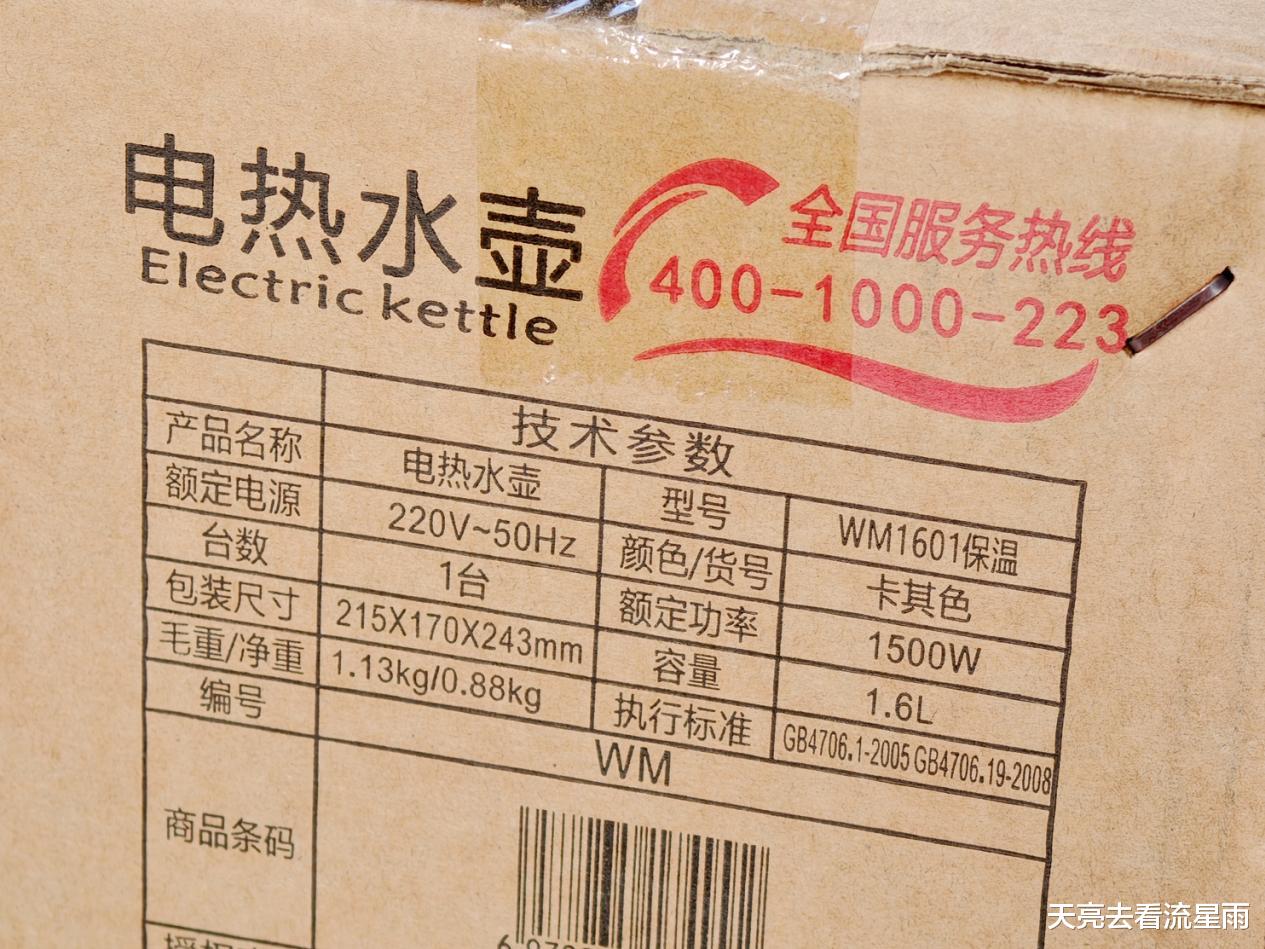 电热水壶
Electric kettle
全国服务热线
400-1000-223
技术参数
产品名称 电热水壶 型号 WM1601保温
额定电源 220V~50Hz 颜色/货号 卡其色
台数 1台 额定功率 1500W
包装尺寸 215X170X243mm 容量 1.6L
毛重/净重 1.13kg/0.88kg 执行标准 GB4706.1-2005 GB4706.19-2008
编号 WM
商品条码
天亮去看流星雨